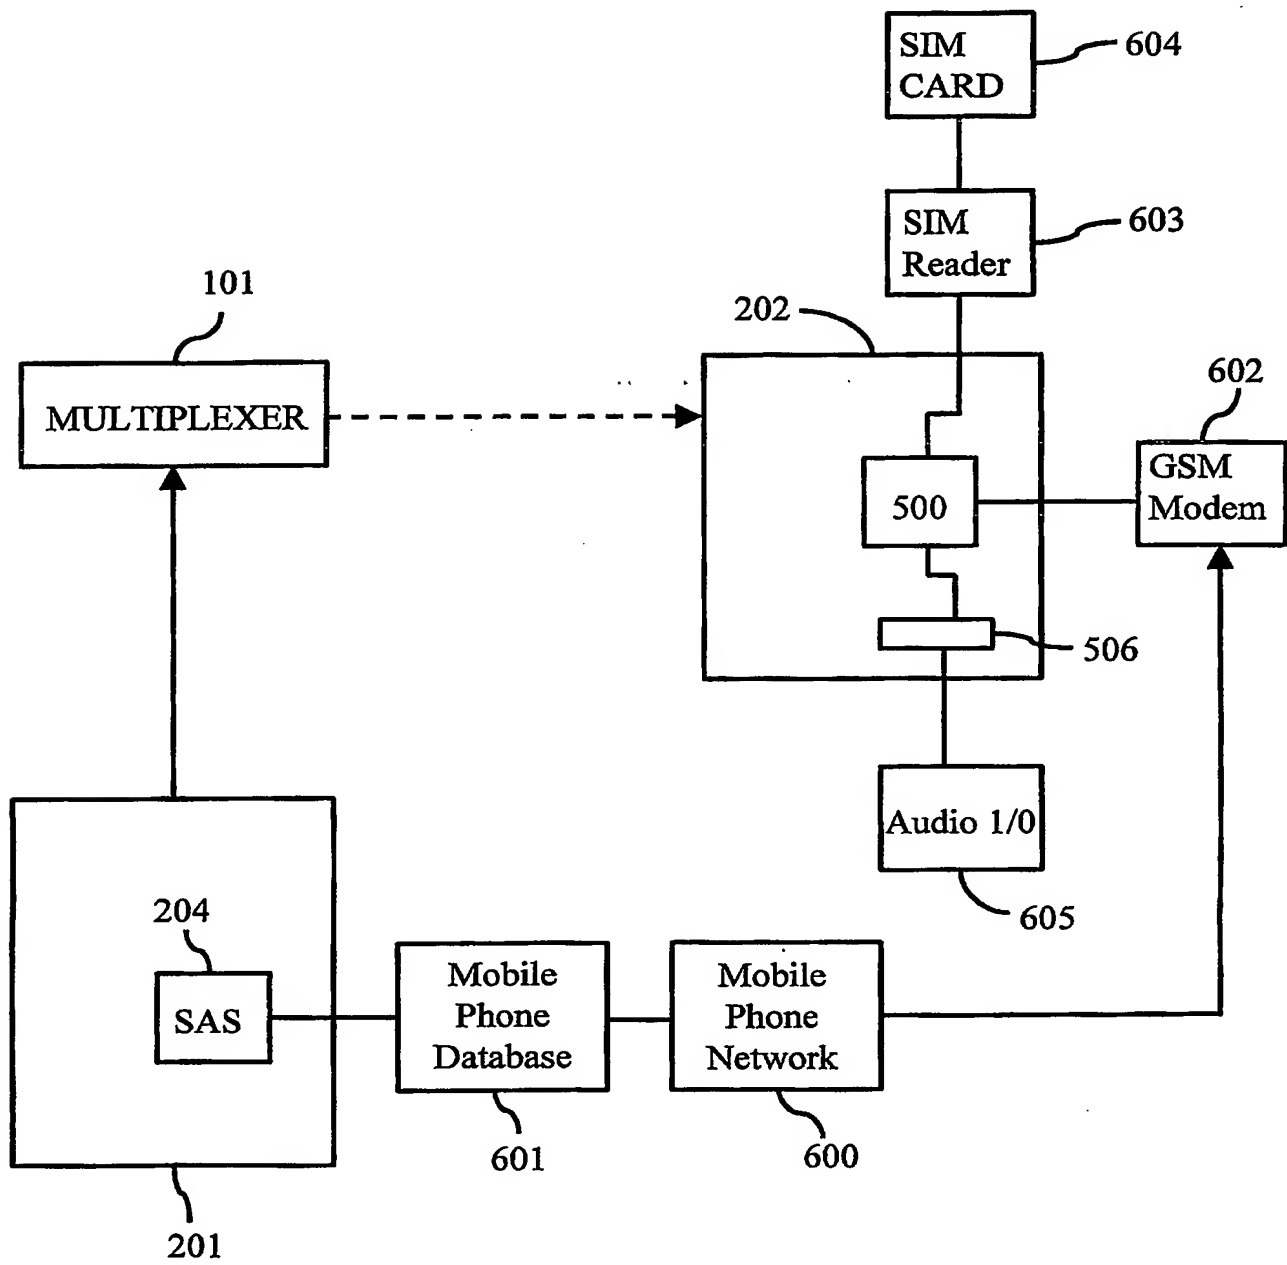 SIM
CARD
604
SIM
Reader
603
101
202
MULTIPLEXER
602
GSM
Modem
500
506
Audio 1/0
605
204
SAS
Mobile
Phone
Database
Mobile
Phone
Network
601
600
201